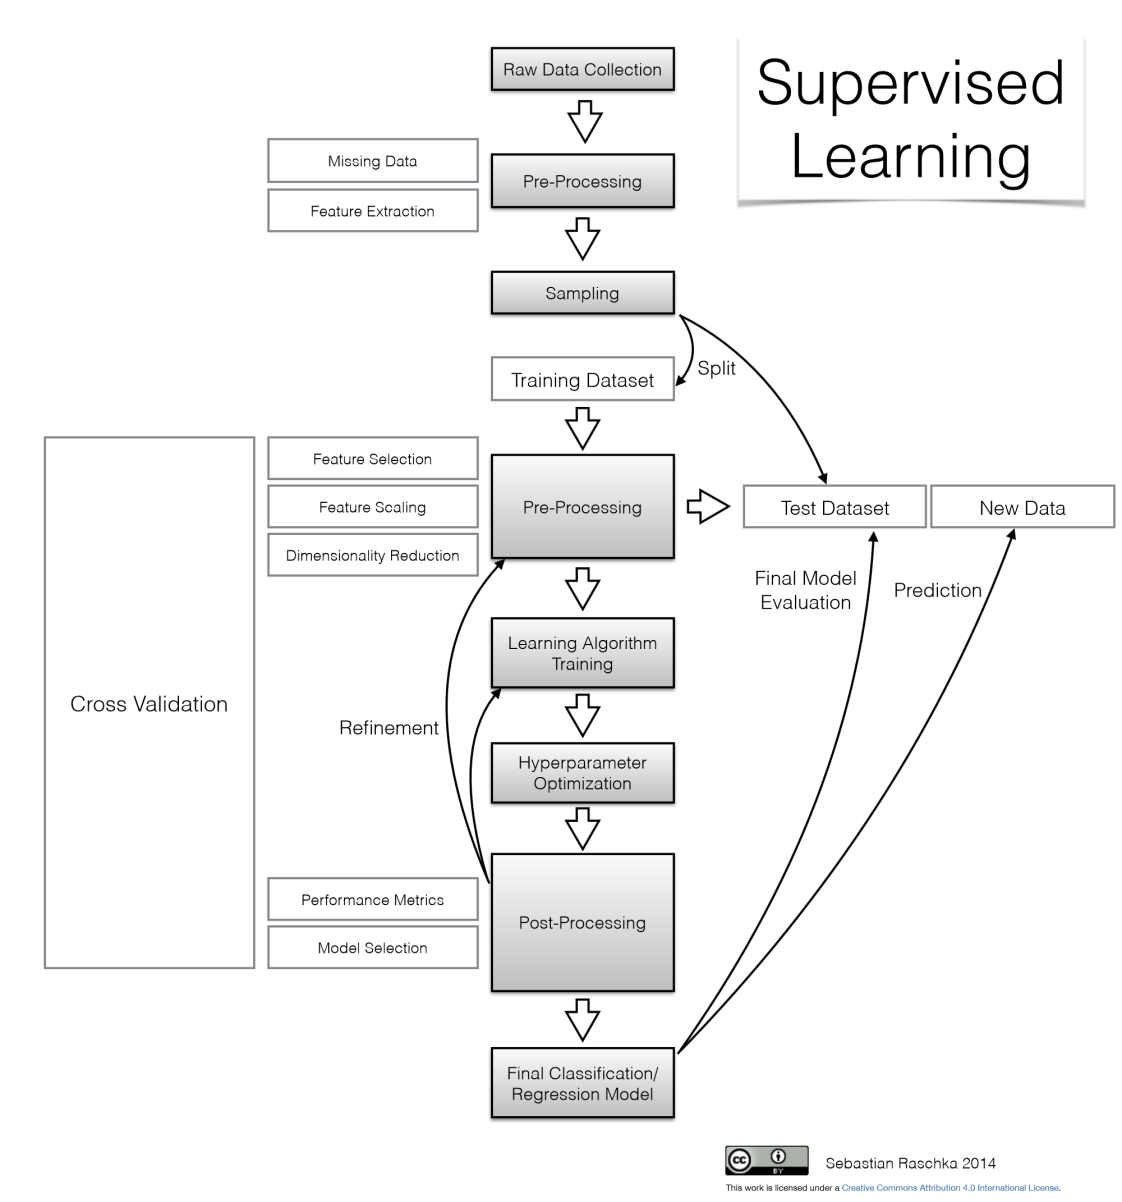 Supervised
Learning
Raw Data Collection
Missing Data
Feature Extraction
Pre-Processing
Sampling
Split
Training Dataset
Cross Validation
Feature Selection
Feature Scaling
Dimensionality Reduction
Pre-Processing
Test Dataset
New Data
Final Model
Evaluation
Prediction
Learning Algorithm
Training
Refinement
Hyperparameter
Optimization
Performance Metrics
Model Selection
Post-Processing
Final Classification/
Regression Model
cc BY
Sebastian Raschka 2014
This work is licensed under a Creative Commons Attribution 4.0 International License.